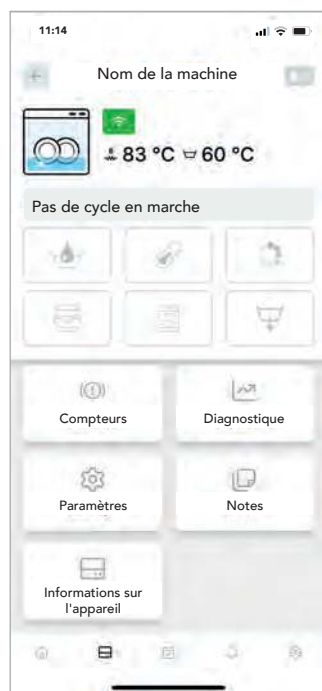 11:14
Nom de la machine
83 °C 60 °C
Pas de cycle en marche
Compteurs
Diagnostique
Paramètres
Notes
Informations sur
l'appareil